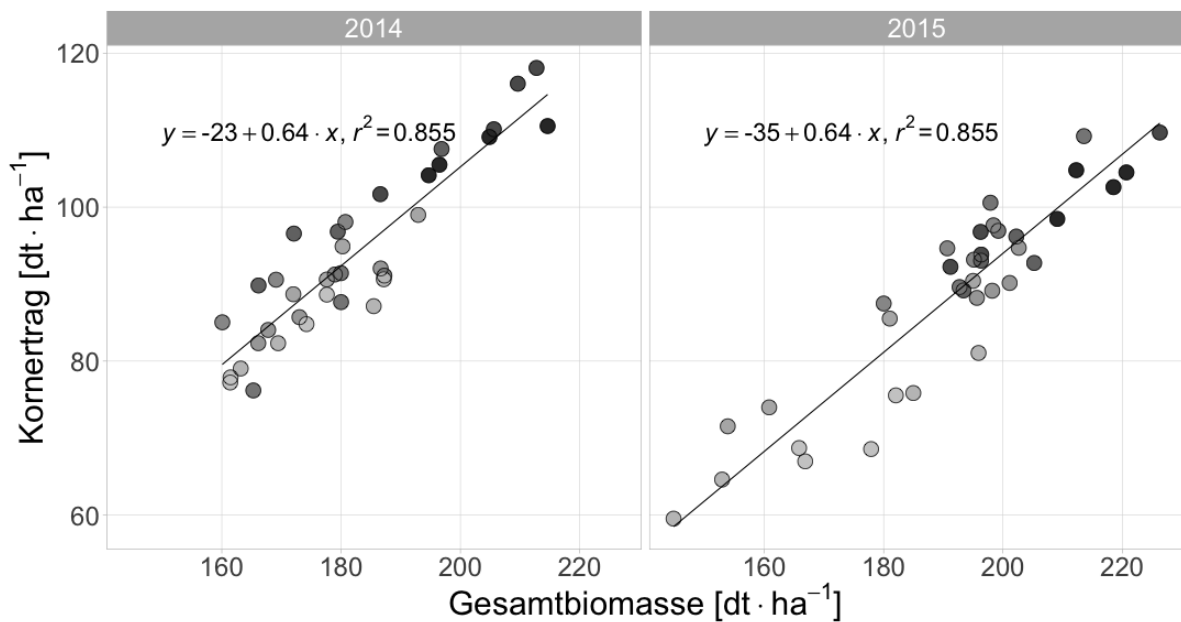 2014
2015
120
100
80
60
y = -23 + 0.64 · x, r² = 0.855
y = -35 + 0.64 · x, r² = 0.855
160 180 200 220
160 180 200 220
Kornertrag [dt · ha⁻¹]
Gesamtbiomasse [dt · ha⁻¹]